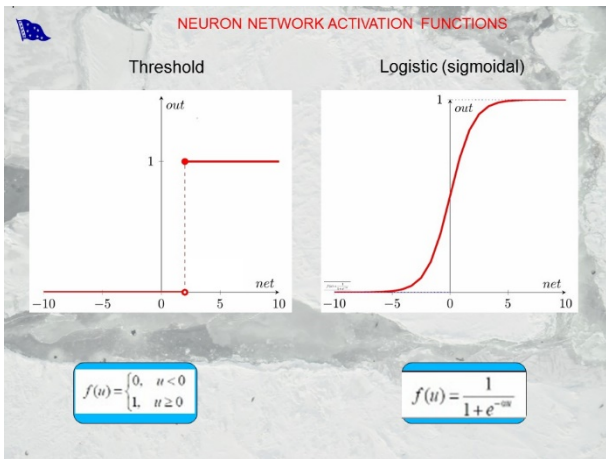 NEURON NETWORK ACTIVATION FUNCTIONS
Threshold
Logistic (sigmoidal)
out
1
net
−10 −5 0 5 10
1
out
net
−10 −5 0 5 10
f(u) = {0, u < 0
1, u ≥ 0
f(u) = 1 / (1 + e^-αu)